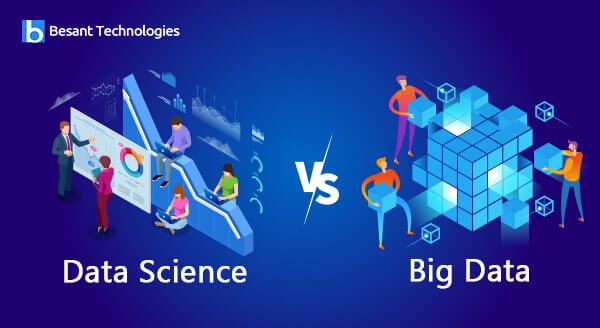 b Besant Technologies
Data Science
VS
Big Data